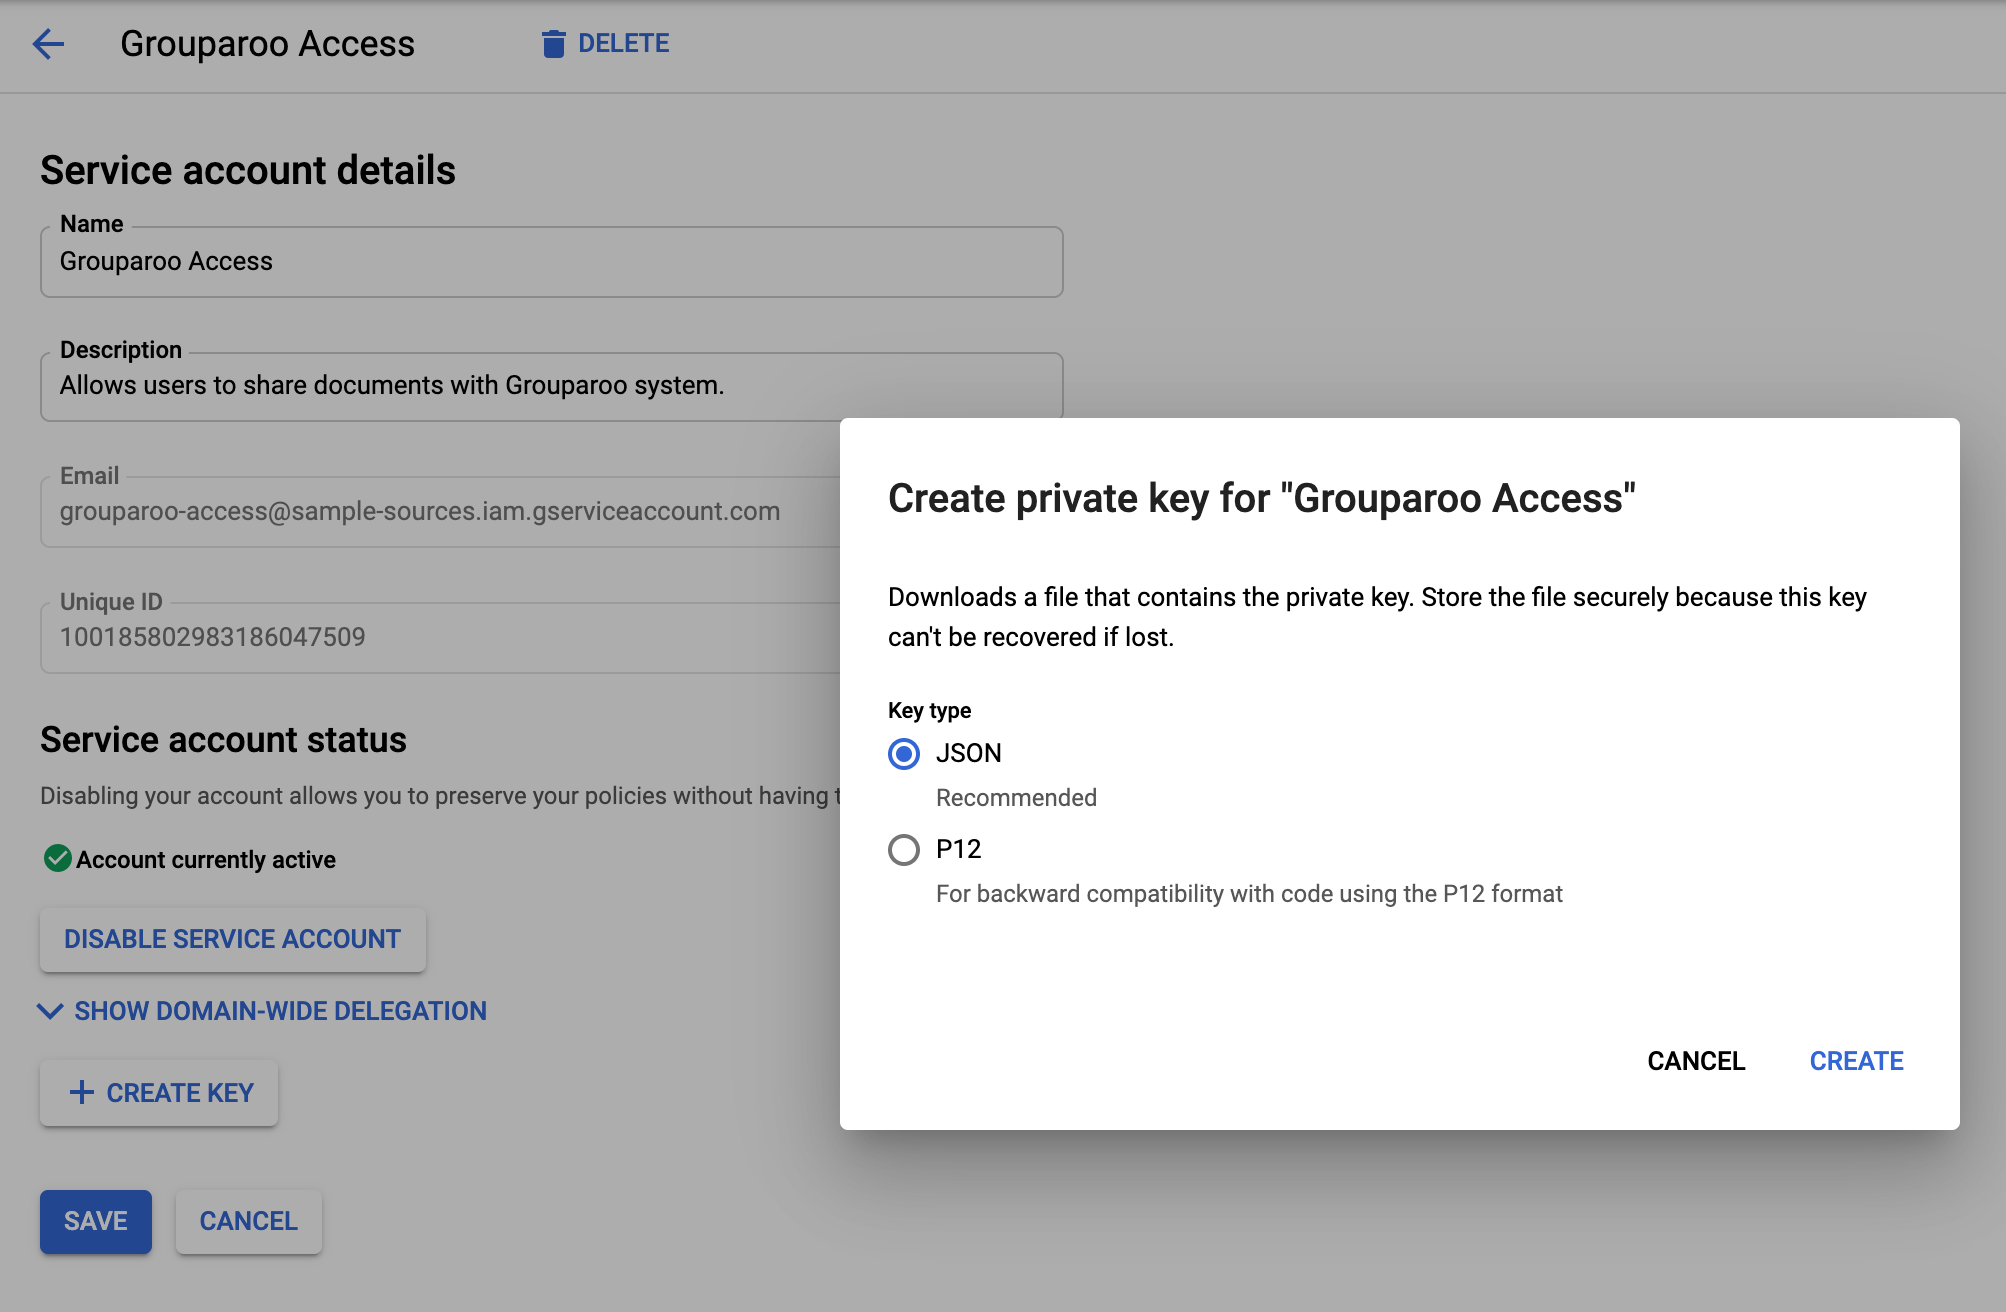 Grouparoo Access
DELETE
Service account details
Name
Grouparoo Access
Description
Allows users to share documents with Grouparoo system.
Email
grouparoo-access@sample-sources.iam.gserviceaccount.com
Unique ID
100185802983186047509
Service account status
Disabling your account allows you to preserve your policies without having
Account currently active
DISABLE SERVICE ACCOUNT
SHOW DOMAIN-WIDE DELEGATION
CREATE KEY
SAVE
CANCEL
Create private key for "Grouparoo Access"
Downloads a file that contains the private key. Store the file securely because this key
can't be recovered if lost.
Key type
JSON
Recommended
P12
For backward compatibility with code using the P12 format
CANCEL
CREATE